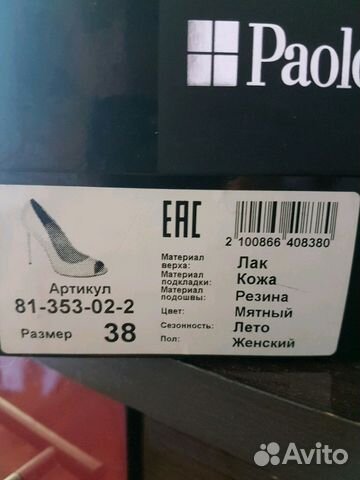 Paolo
EAC
2 100866 408380
Артикул
81-353-02-2
Размер 38
Материал верха: Лак
Материал подкладки: Кожа
Материал подошвы: Резина
Цвет: Мятный
Сезонность: Лето
Пол: Женский
Avito